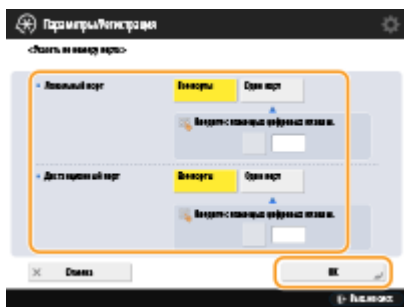 Параметры/Регистрация
<Указать по номеру порта>
• Локальный порт
Все порты
Один порт
Введите с помощью цифровых клавиш.
• Дистанционный порт
Все порты
Один порт
Введите с помощью цифровых клавиш.
× Отмена
OK